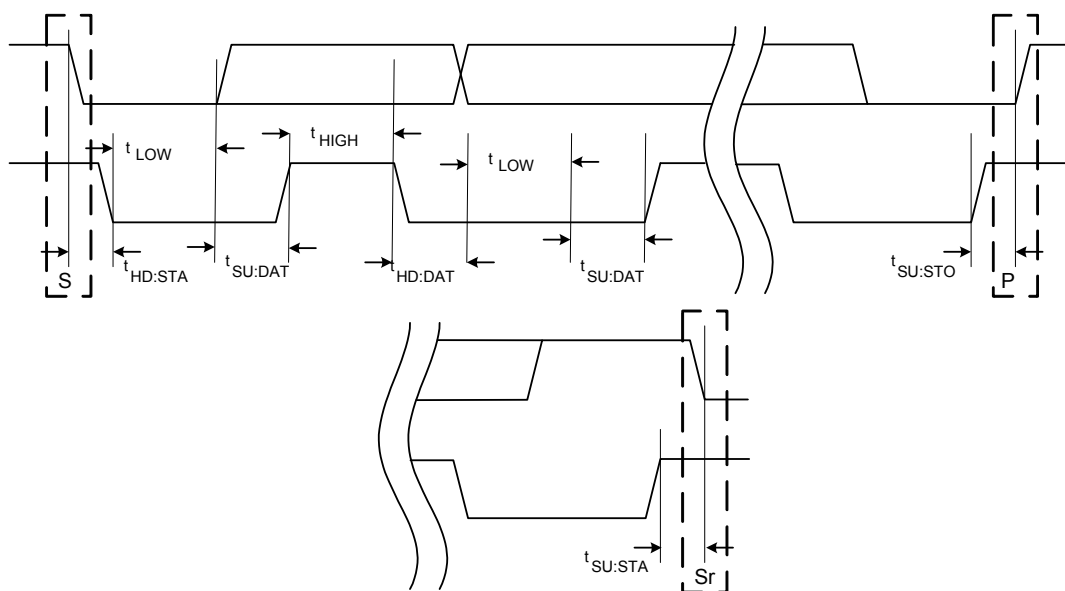 t LOW
t HIGH
t LOW
S
t HD:STA
t SU:DAT
t HD:DAT
t SU:DAT
t SU:STO
P
t SU:STA
Sr